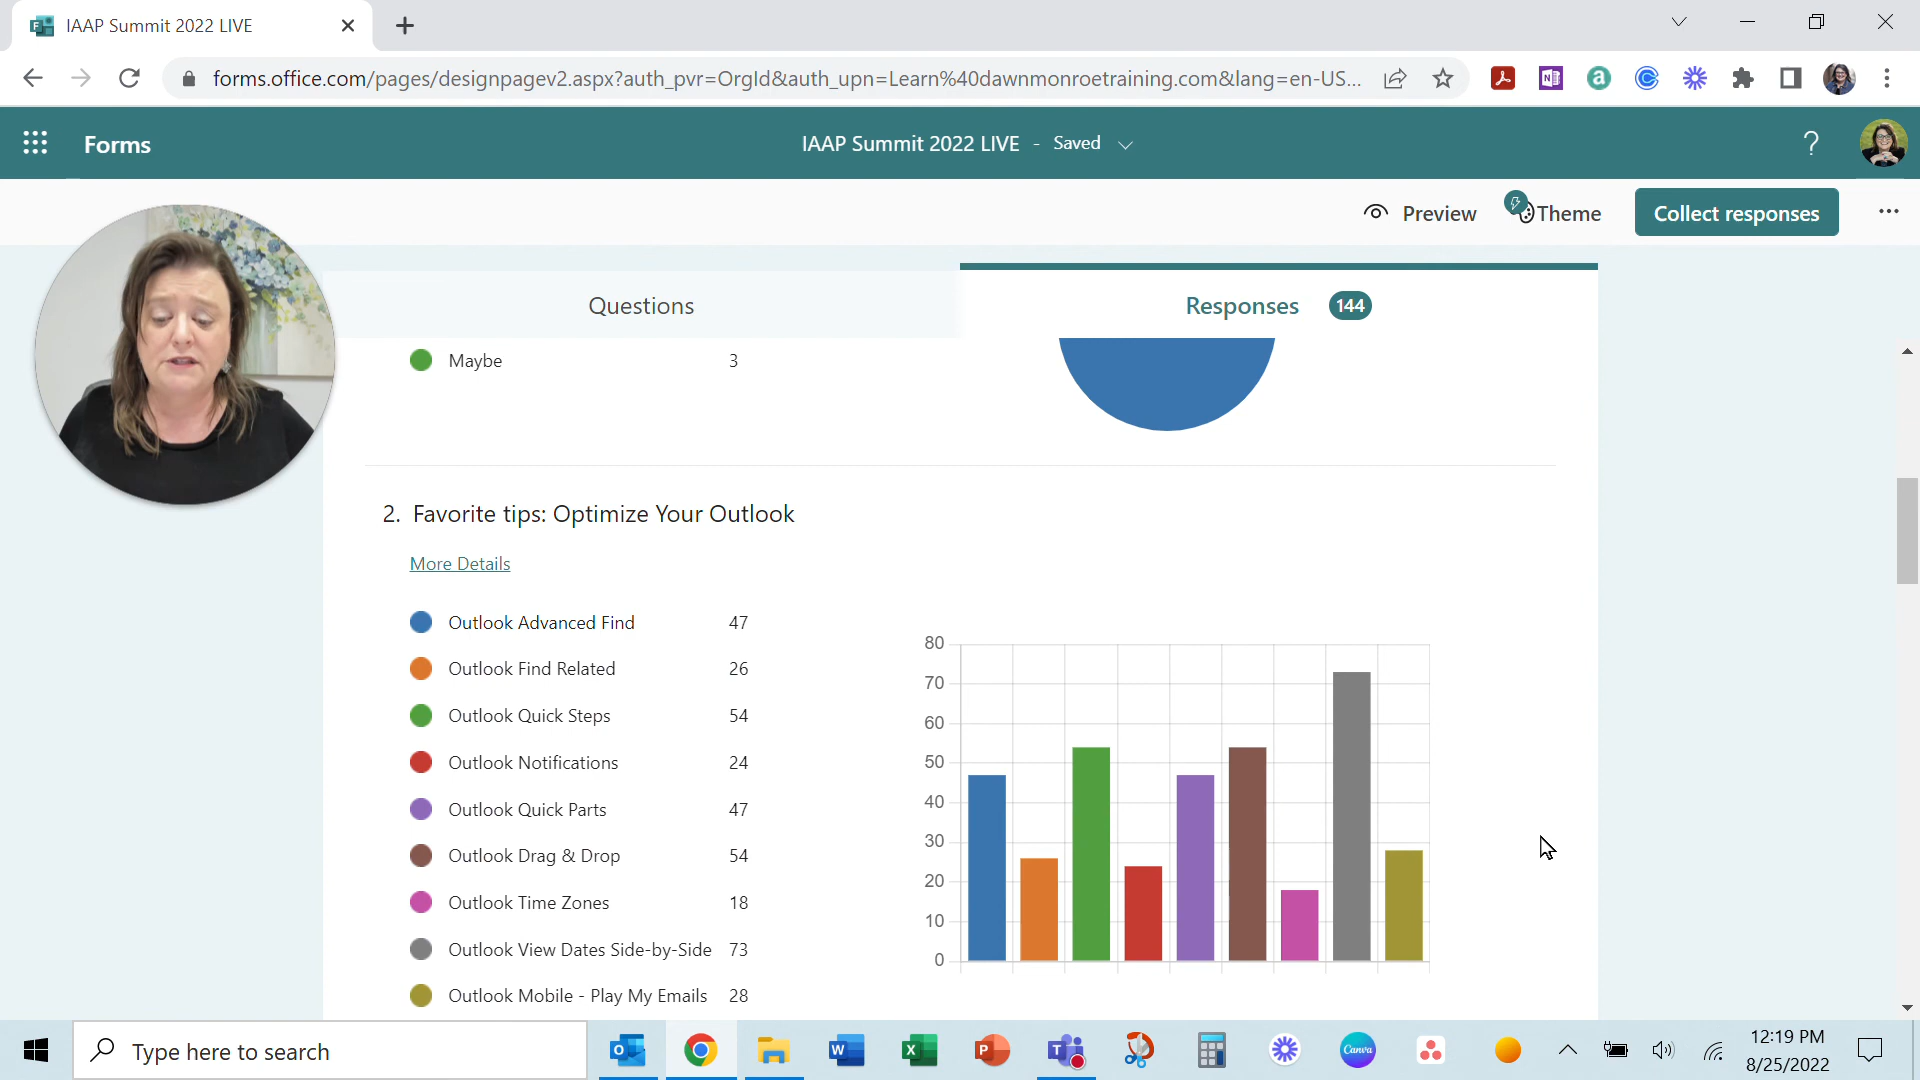 IAAP Summit 2022 LIVE
forms.office.com/pages/designpagev2.aspx?auth_pvr=OrgId&auth_upn=Learn%40dawnmonroetraining.com&lang=en-US...
Forms
IAAP Summit 2022 LIVE - Saved
?
Preview
Theme
Collect responses
Questions
Responses 144
Maybe 3
2. Favorite tips: Optimize Your Outlook
More Details
Outlook Advanced Find 47
Outlook Find Related 26
Outlook Quick Steps 54
Outlook Notifications 24
Outlook Quick Parts 47
Outlook Drag & Drop 54
Outlook Time Zones 18
Outlook View Dates Side-by-Side 73
Outlook Mobile - Play My Emails 28
80
70
60
50
40
30
20
10
0
Type here to search
Canva
12:19 PM
8/25/2022